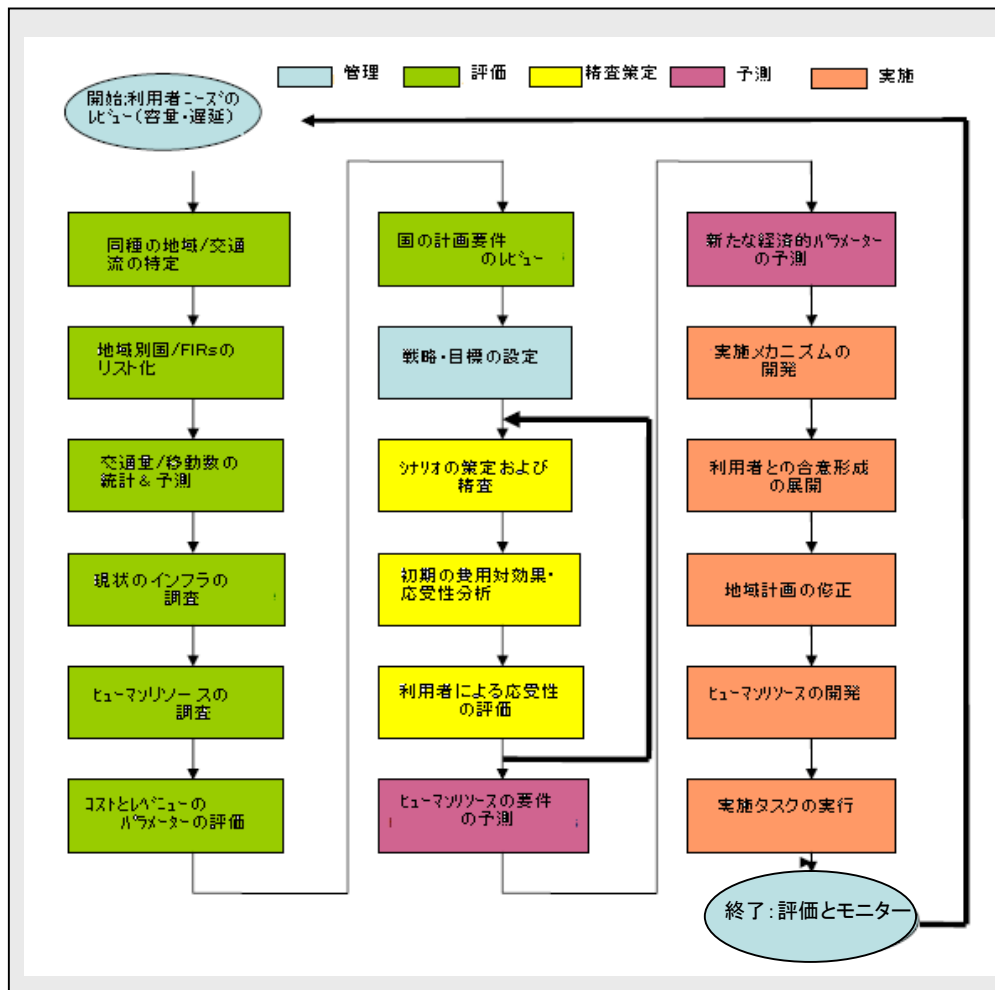 管理
評価
精査策定
予測
実施
開始:利用者ニーズの
レビュー(容量・遅延)
同種の地域/交通
流の特定
地域別国/FIRsの
リスト化
交通量/移動数の
統計&予測
現状のインフラの
調査
ヒューマンリソースの
調査
コストとレベニューの
パラメーターの評価
国の計画要件
のレビュー
戦略・目標の設定
シナリオの策定および
精査
初期の費用対効果・
応受性分析
利用者による応受性
の評価
ヒューマンリソースの要件
の予測
新たな経済的パラメーター
の予測
実施メカニズムの
開発
利用者との合意形成
の展開
地域計画の修正
ヒューマンリソースの開発
実施タスクの実行
終了:評価とモニター